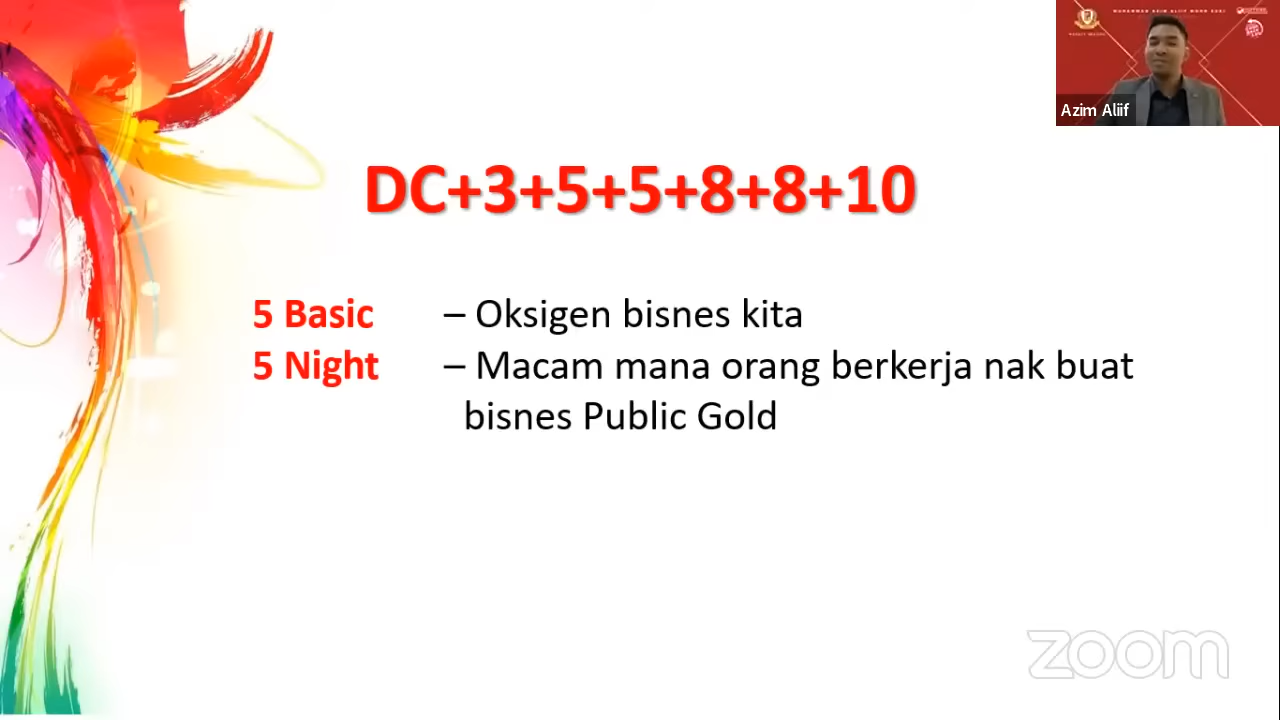 Azim Aliif
DC+3+5+5+8+8+10
5 Basic – Oksigen bisnes kita
5 Night – Macam mana orang berkerja nak buat
bisnes Public Gold
zoom